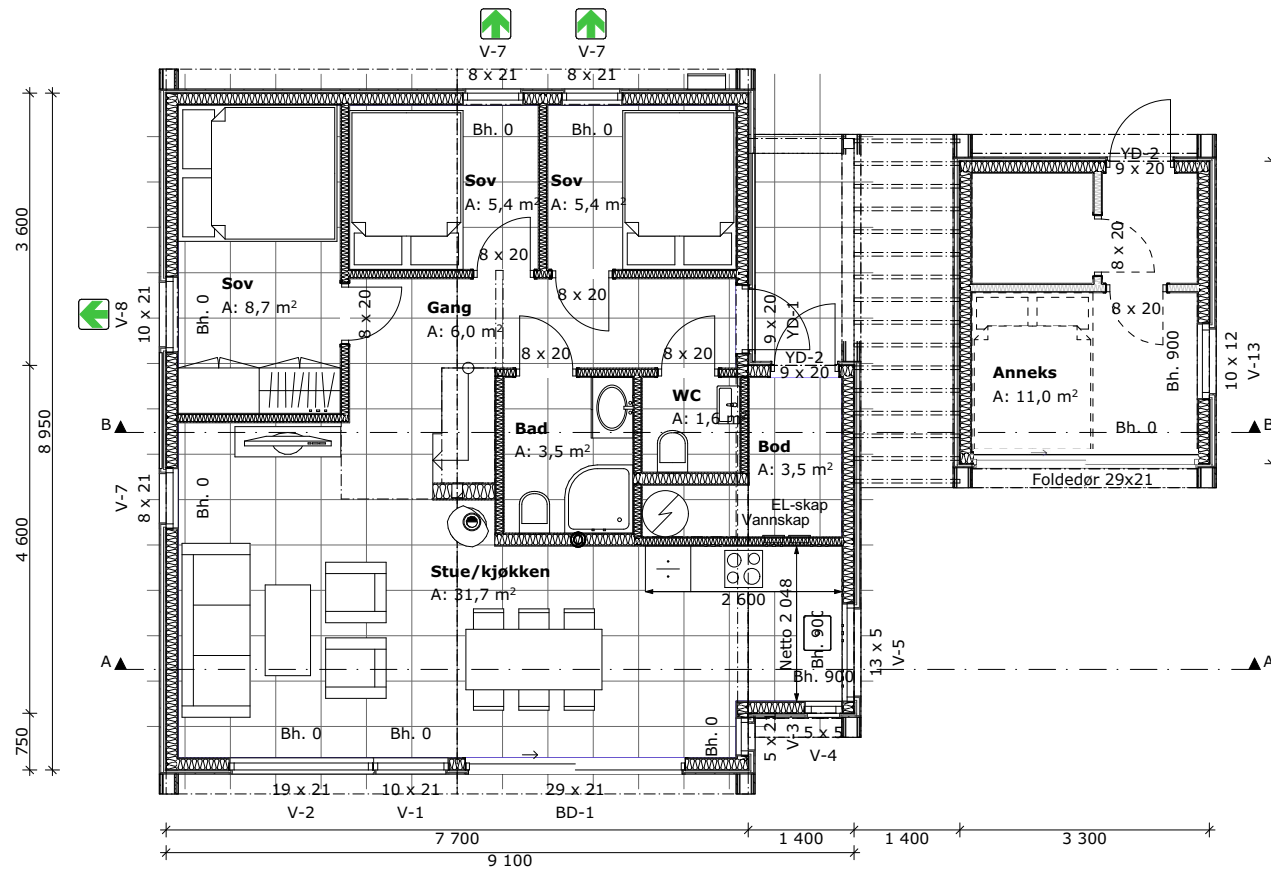 V-7
V-7
8 x 21
8 x 21
Bh. 0
Bh. 0
YD-2
9 x 20
Sov
A: 5,4 m²
Sov
A: 5,4 m²
3 600
8 x 20
8 x 20
Sov
A: 8,7 m²
V-8
10 x 21
Bh. 0
8 x 20
Gang
A: 6,0 m²
8 x 20
9 x 20
YD-1
8 x 20
8 x 20
8 x 20
YD-2
9 x 20
Bh. 900
10 x 12
V-13
Anneks
A: 11,0 m²
WC
A: 1,6 m
B
Bad
A: 3,5 m²
Bod
A: 3,5 m²
Bh. 0
B
8 950
V-7
8 x 21
Bh. 0
Foldedør 29x21
EL-skap
Vannskap
4 600
Stue/kjøkken
A: 31,7 m²
2 600
Netto 2 048
Bh. 900
13 x 5
V-5
A
A
Bh. 900
750
Bh. 0
Bh. 0
Bh. 0
5 x 21
V-3
5 x 5
V-4
19 x 21
V-2
10 x 21
V-1
29 x 21
BD-1
7 700
1 400
1 400
3 300
9 100